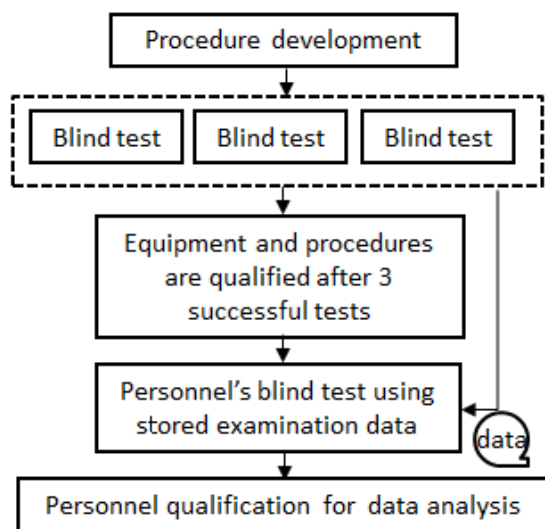 Procedure development
Blind test
Blind test
Blind test
Equipment and procedures
are qualified after 3
successful tests
Personnel's blind test using
stored examination data
data
Personnel qualification for data analysis